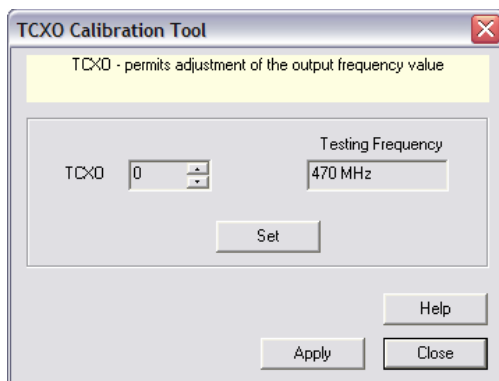 TCXO Calibration Tool
TCXO - permits adjustment of the output frequency value
Testing Frequency
TCXO 0 470 MHz
Set
Help
Apply Close